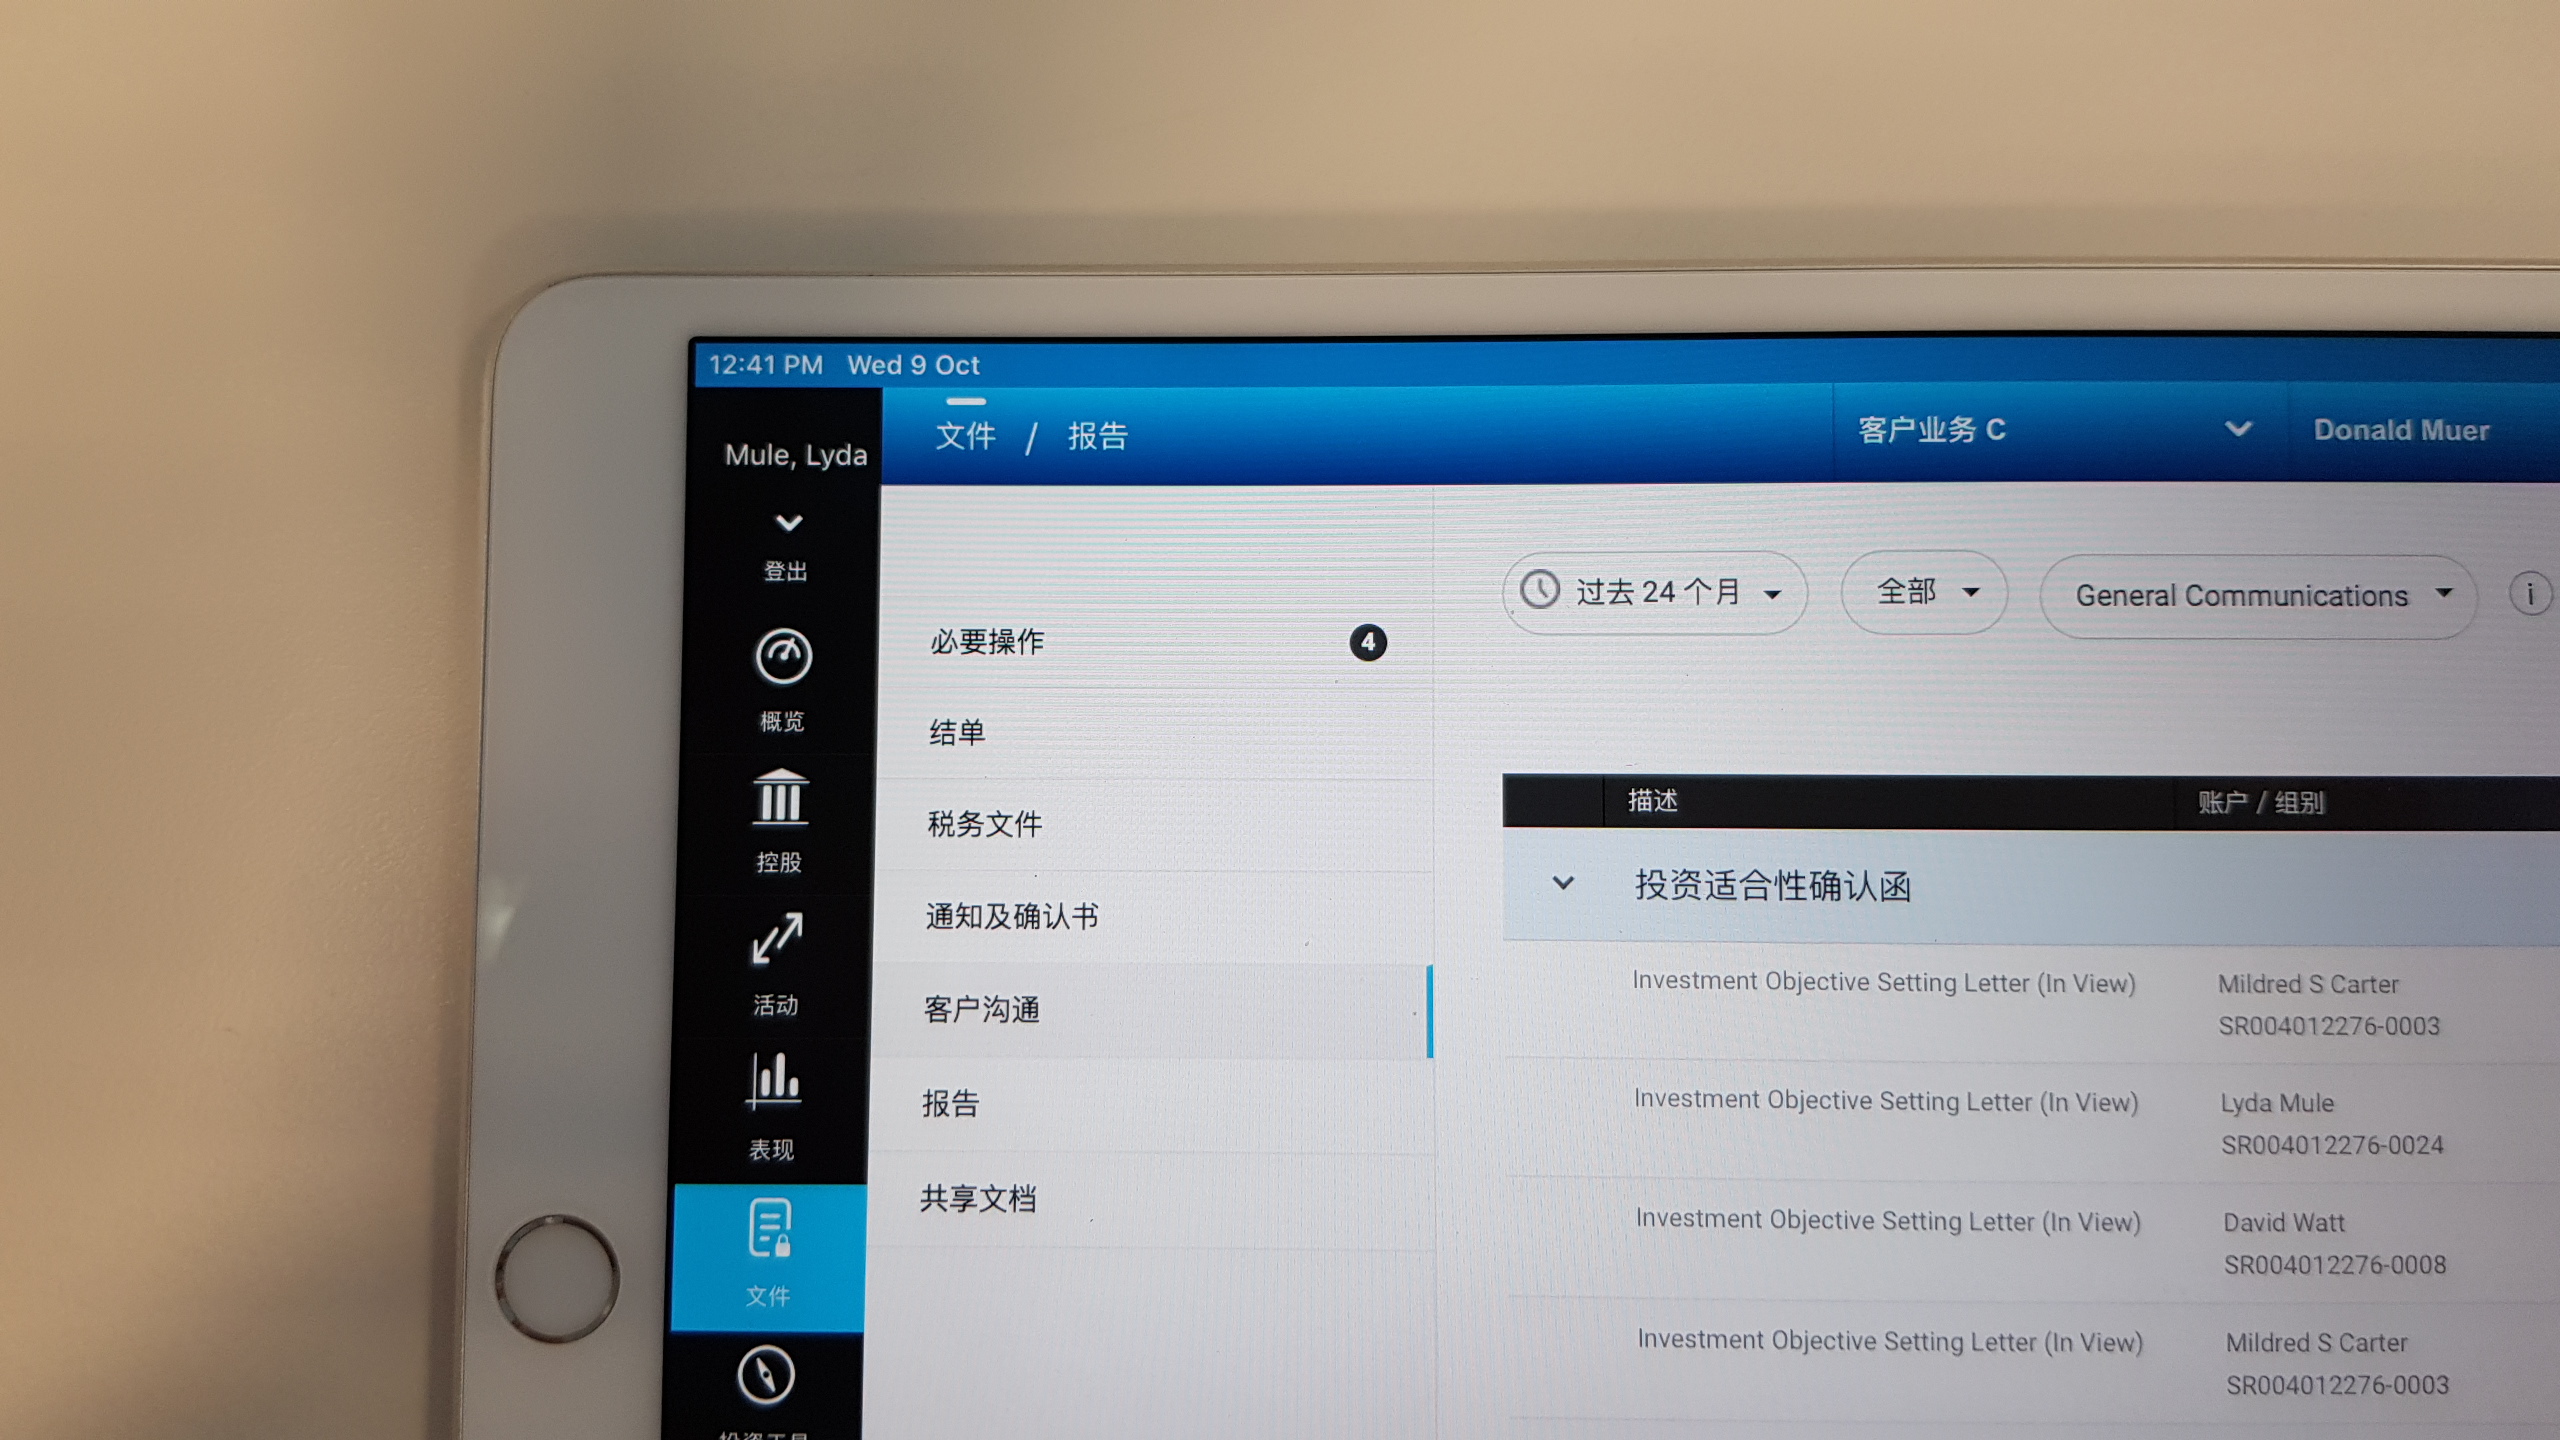 12:41 PM Wed 9 Oct
Mule, Lyda
登出
概览
控股
活动
表现
文件
文件 / 报告
客户业务 C
Donald Muer
必要操作 4
结单
税务文件
通知及确认书
客户沟通
报告
共享文档
过去 24 个月
全部
General Communications
描述
账户 / 组别
投资适合性确认函
Investment Objective Setting Letter (In View)
Mildred S Carter
SR004012276-0003
Investment Objective Setting Letter (In View)
Lyda Mule
SR004012276-0024
Investment Objective Setting Letter (In View)
David Watt
SR004012276-0008
Investment Objective Setting Letter (In View)
Mildred S Carter
SR004012276-0003